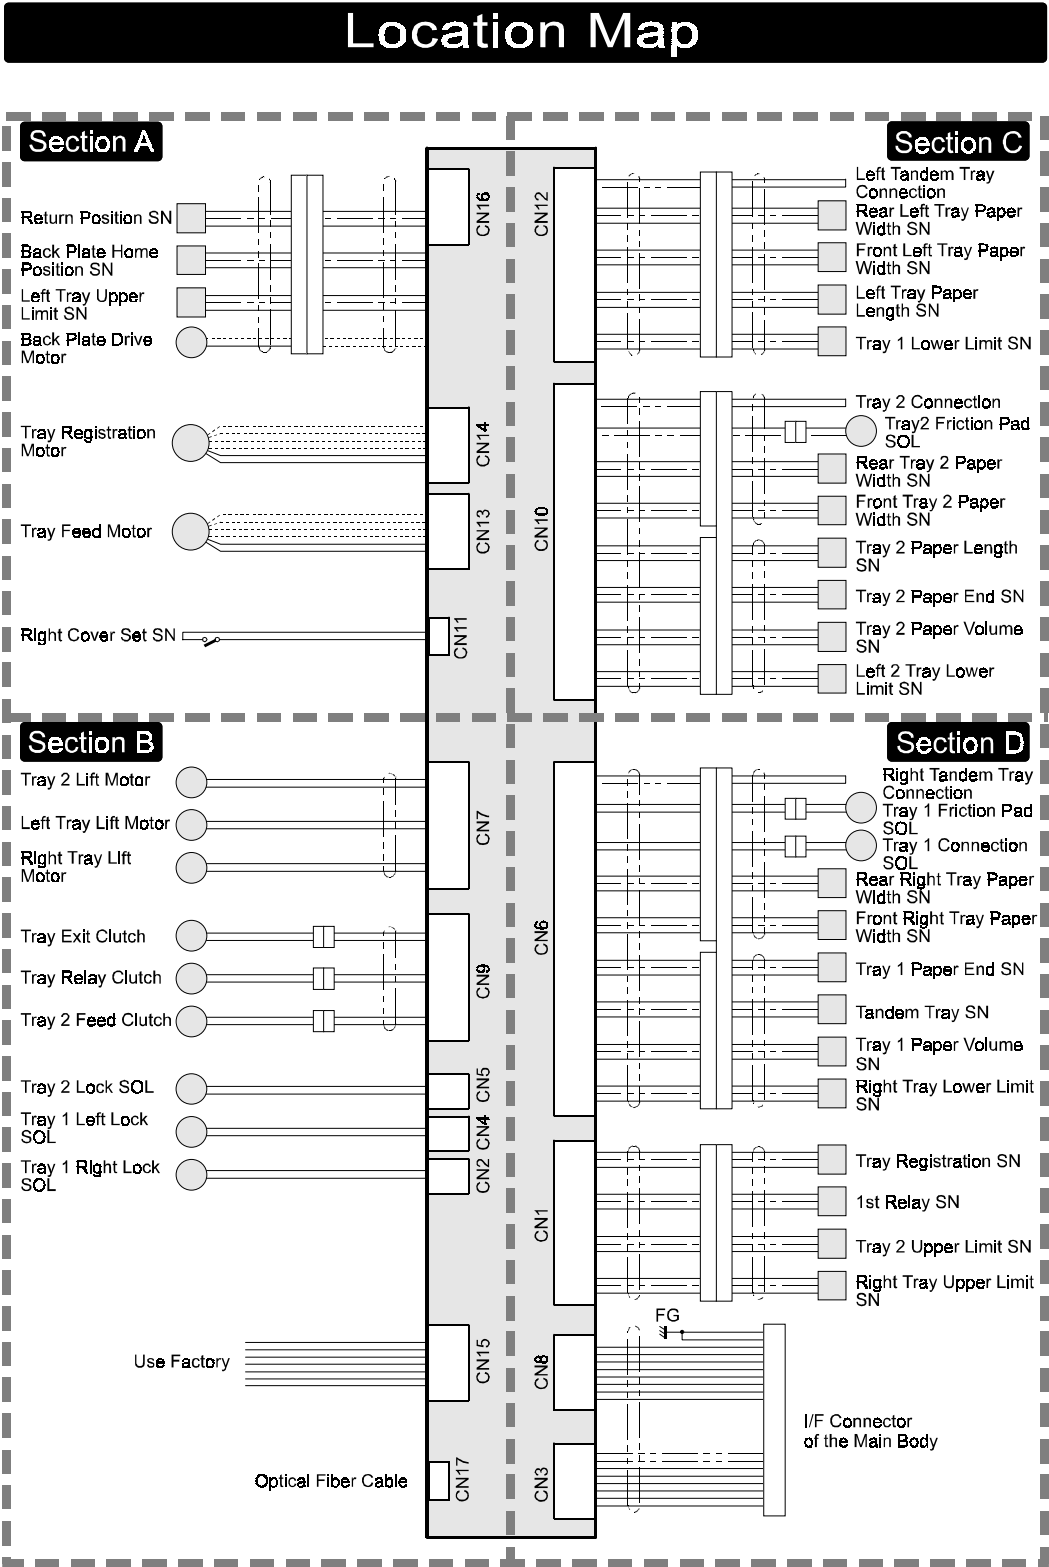 Location Map
Section A
Return Position SN
Back Plate Home
Position SN
Left Tray Upper
Limit SN
Back Plate Drive
Motor
Tray Registration
Motor
Tray Feed Motor
Right Cover Set SN
CN16
CN14
CN13
CN11
Section C
CN12
Left Tandem Tray
Connection
Rear Left Tray Paper
Width SN
Front Left Tray Paper
Width SN
Left Tray Paper
Length SN
Tray 1 Lower Limit SN
CN10
Tray 2 Connection
Tray2 Friction Pad
SOL
Rear Tray 2 Paper
Width SN
Front Tray 2 Paper
Width SN
Tray 2 Paper Length
SN
Tray 2 Paper End SN
Tray 2 Paper Volume
SN
Left 2 Tray Lower
Limit SN
Section B
Tray 2 Lift Motor
Left Tray Lift Motor
Right Tray Lift
Motor
CN7
Tray Exit Clutch
Tray Relay Clutch
Tray 2 Feed Clutch
CN9
Tray 2 Lock SOL
CN5
Tray 1 Left Lock
SOL
CN4
Tray 1 Right Lock
SOL
CN2
Use Factory
CN15
Optical Fiber Cable
CN17
Section D
CN6
Right Tandem Tray
Connection
Tray 1 Friction Pad
SOL
Tray 1 Connection
SOL
Rear Right Tray Paper
Width SN
Front Right Tray Paper
Width SN
Tray 1 Paper End SN
Tandem Tray SN
Tray 1 Paper Volume
SN
Right Tray Lower Limit
SN
CN1
Tray Registration SN
1st Relay SN
Tray 2 Upper Limit SN
Right Tray Upper Limit
SN
FG
CN8
I/F Connector
of the Main Body
CN3